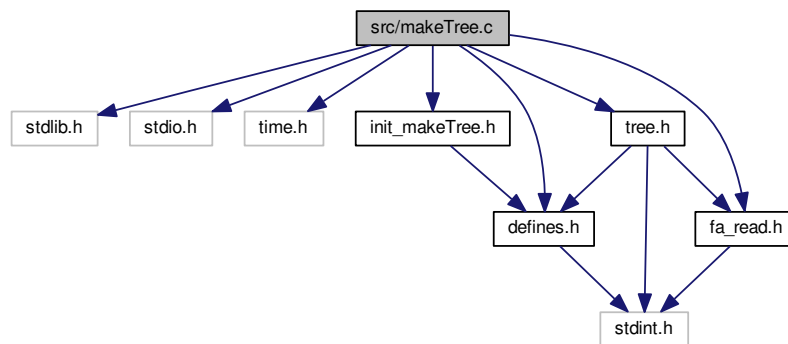 src/makeTree.c
stdlib.h
stdio.h
time.h
init_makeTree.h
tree.h
defines.h
fa_read.h
stdint.h